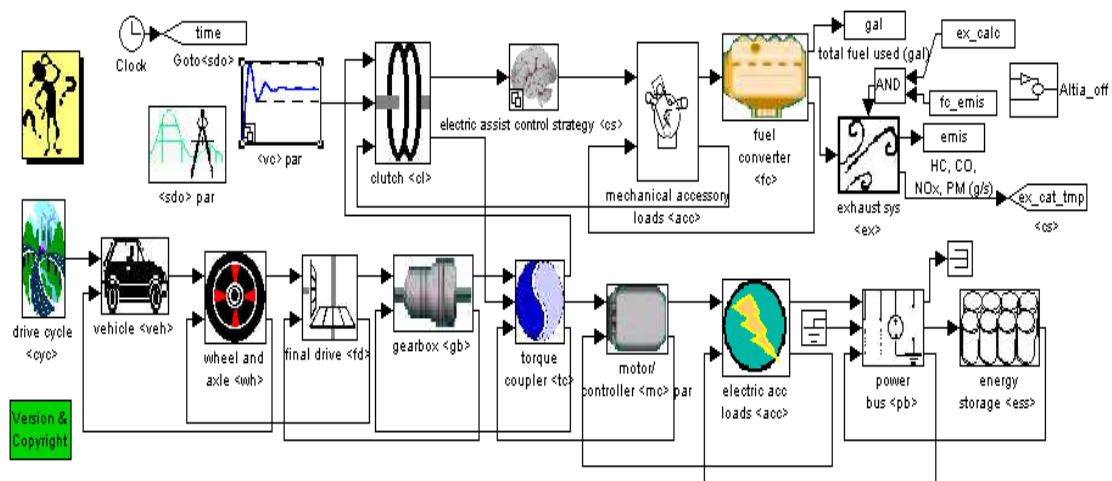 time
Clock
Goto<sdo>
gal
total fuel used (gal)
ex_calc
AND
fc_emis
Altia_off
<vc> par
<sdo> par
clutch <cl>
electric assist control strategy <cs>
mechanical accessory
loads <acc>
fuel
converter
<fc>
emis
HC, CO,
NOx, PM (g/s)
exhaust sys
<ex>
ex_cat_tmp
<cs>
drive cycle
<cyc>
vehicle <veh>
wheel and
axle <wh>
final drive <fd>
gearbox <gb>
torque
coupler <tc>
motor/
controller <mc> par
electric acc
loads <acc>
power
bus <pb>
energy
storage <ess>
Version &
Copyright